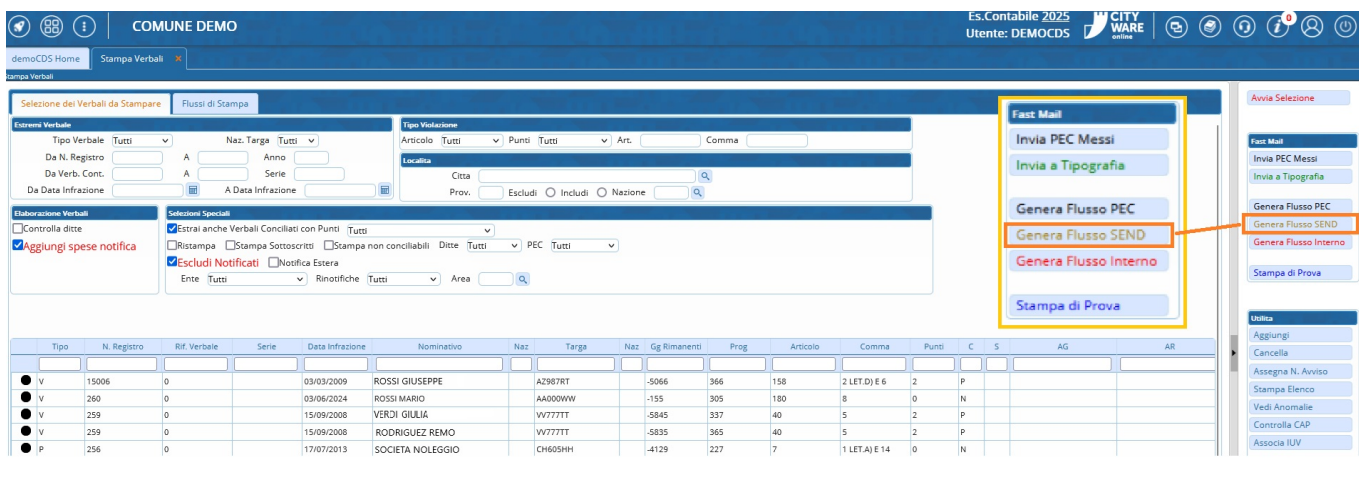 COMUNE DEMO
Es.Contabile 2025
Utente: DEMOCDS
CITY
WARE
online
0
demoCDS Home
Stampa Verbali ×
Stampa Verbali
Selezione dei Verbali da Stampare
Flussi di Stampa
Estremi Verbale
Tipo Verbale Tutti
Naz. Targa Tutti
Da N. Registro A Anno
Da Verb. Cont. A Serie
Da Data Infrazione A Data Infrazione
Tipo Violazione
Articolo Tutti Punti Tutti Art. Comma
Localita
Citta
Prov. Escludi Includi Nazione
Elaborazione Verbali
Controlla ditte
Aggiungi spese notifica
Selezioni Speciali
Estrai anche Verbali Conciliati con Punti Tutti
Ristampa Stampa Sottoscritti Stampa non conciliabili Ditte Tutti PEC Tutti
Escludi Notificati Notifica Estera
Ente Tutti Rinotifiche Tutti Area
Fast Mail
Invia PEC Messi
Invia a Tipografia
Genera Flusso PEC
Genera Flusso SEND
Genera Flusso Interno
Stampa di Prova
Avvia Selezione
Fast Mail
Invia PEC Messi
Invia a Tipografia
Genera Flusso PEC
Genera Flusso SEND
Genera Flusso Interno
Stampa di Prova
Utilita
Aggiungi
Cancella
Assegna N. Avviso
Stampa Elenco
Vedi Anomalie
Controlla CAP
Associa IUV
Tipo N. Registro Rif. Verbale Serie Data Infrazione Nominativo Naz Targa Naz Gg Rimanenti Prog Articolo Comma Punti C S AG AR
V 15006 0 03/03/2009 ROSSI GIUSEPPE AZ987RT -5066 366 158 2 LET.D) E 6 2 P
V 260 0 03/06/2024 ROSSI MARIO AA000WW -155 305 180 8 0 N
V 259 0 15/09/2008 VERDI GIULIA VV777TT -5845 337 40 5 2 P
V 259 0 15/09/2008 RODRIGUEZ REMO VV777TT -5835 365 40 5 2 P
P 256 0 17/07/2013 SOCIETA NOLEGGIO CH605HH -4129 227 7 1 LET.A) E 14 0 N